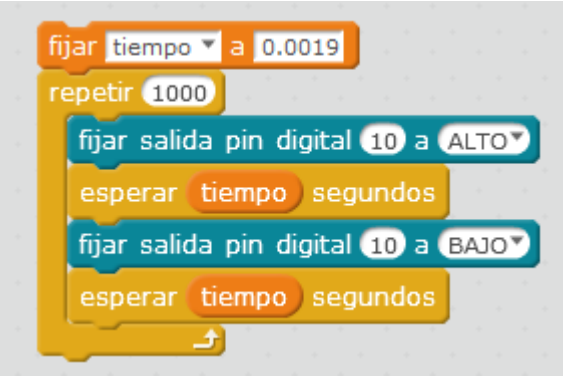 fijar tiempo a 0.0019
repetir 1000
fijar salida pin digital 10 a ALTO
esperar tiempo segundos
fijar salida pin digital 10 a BAJO
esperar tiempo segundos